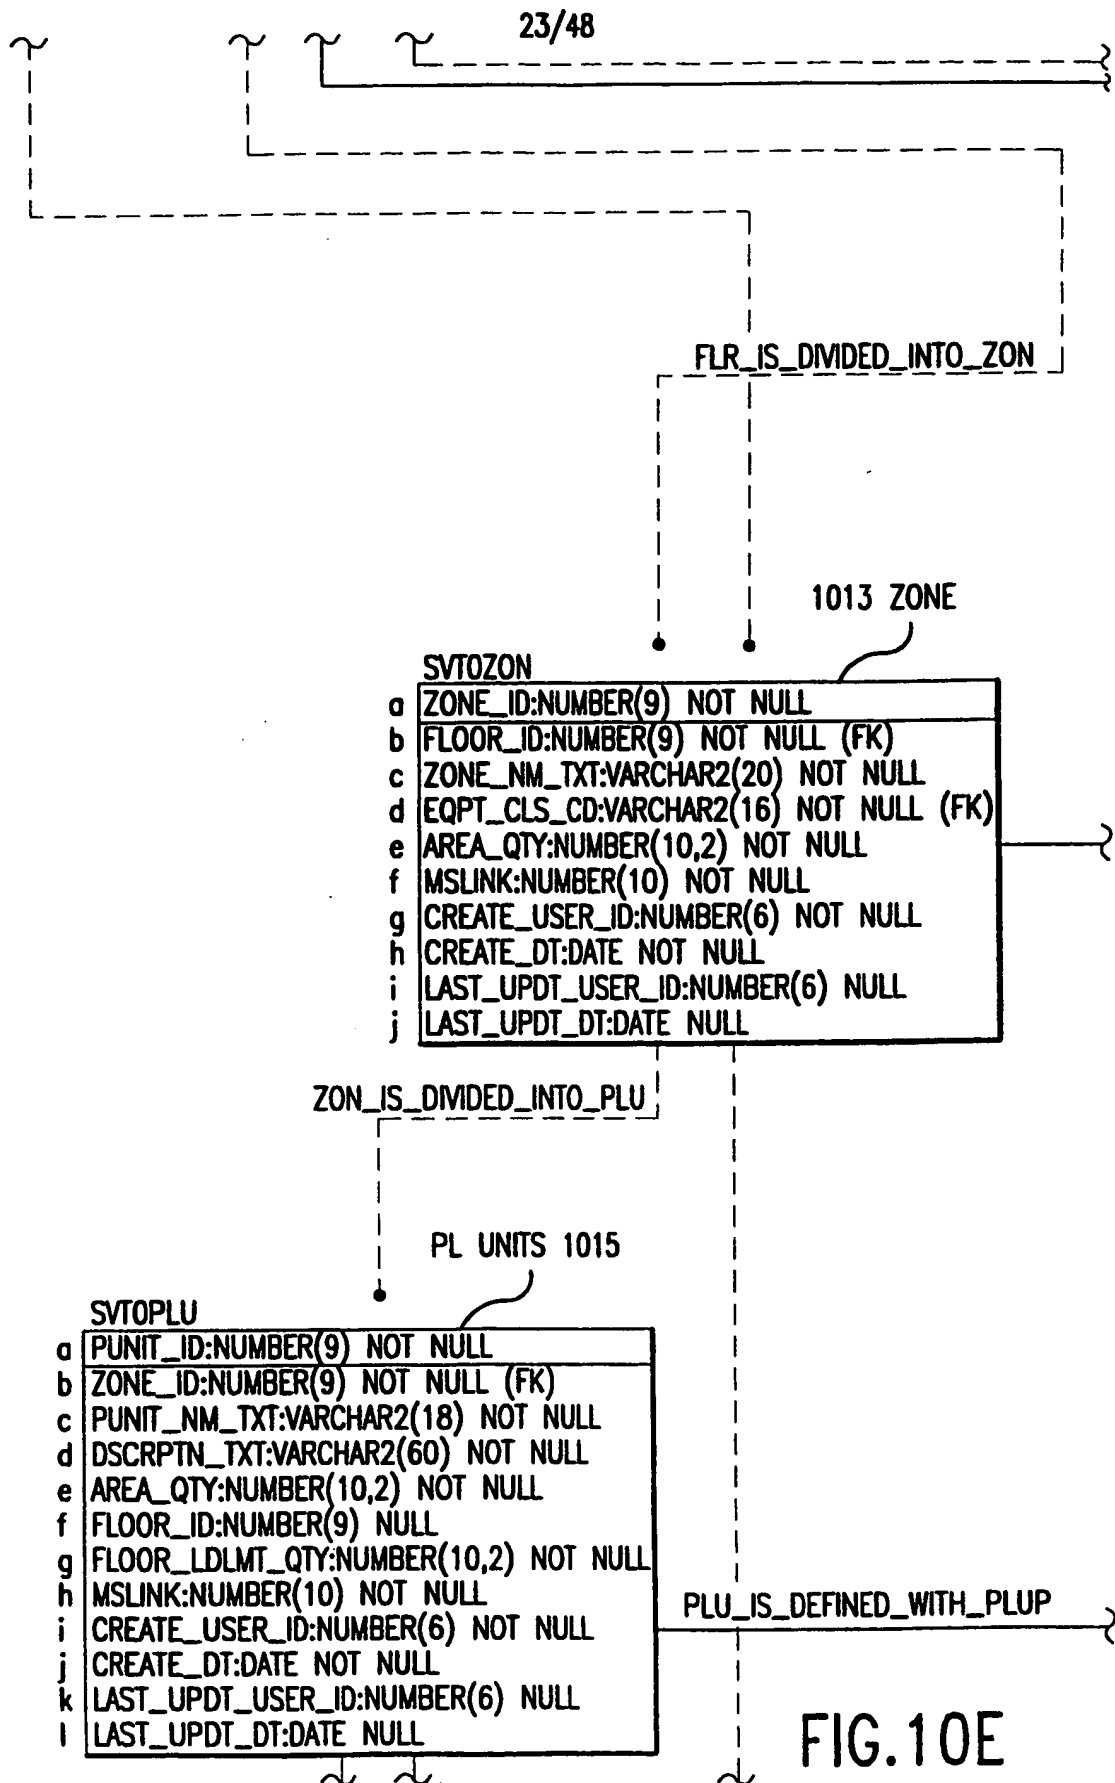 23/48
FLR_IS_DIVIDED_INTO_ZON
1013 ZONE
SVTOZON
a ZONE_ID:NUMBER(9) NOT NULL
b FLOOR_ID:NUMBER(9) NOT NULL (FK)
c ZONE_NM_TXT:VARCHAR2(20) NOT NULL
d EQPT_CLS_CD:VARCHAR2(16) NOT NULL (FK)
e AREA_QTY:NUMBER(10,2) NOT NULL
f MSLINK:NUMBER(10) NOT NULL
g CREATE_USER_ID:NUMBER(6) NOT NULL
h CREATE_DT:DATE NOT NULL
i LAST_UPDT_USER_ID:NUMBER(6) NULL
j LAST_UPDT_DT:DATE NULL
ZON_IS_DIVIDED_INTO_PLU
PL UNITS 1015
SVTOPLU
a PUNIT_ID:NUMBER(9) NOT NULL
b ZONE_ID:NUMBER(9) NOT NULL (FK)
c PUNIT_NM_TXT:VARCHAR2(18) NOT NULL
d DSCRPTN_TXT:VARCHAR2(60) NOT NULL
e AREA_QTY:NUMBER(10,2) NOT NULL
f FLOOR_ID:NUMBER(9) NULL
g FLOOR_LDLMT_QTY:NUMBER(10,2) NOT NULL
h MSLINK:NUMBER(10) NOT NULL
i CREATE_USER_ID:NUMBER(6) NOT NULL
j CREATE_DT:DATE NOT NULL
k LAST_UPDT_USER_ID:NUMBER(6) NULL
l LAST_UPDT_DT:DATE NULL
PLU_IS_DEFINED_WITH_PLUP
FIG.10E